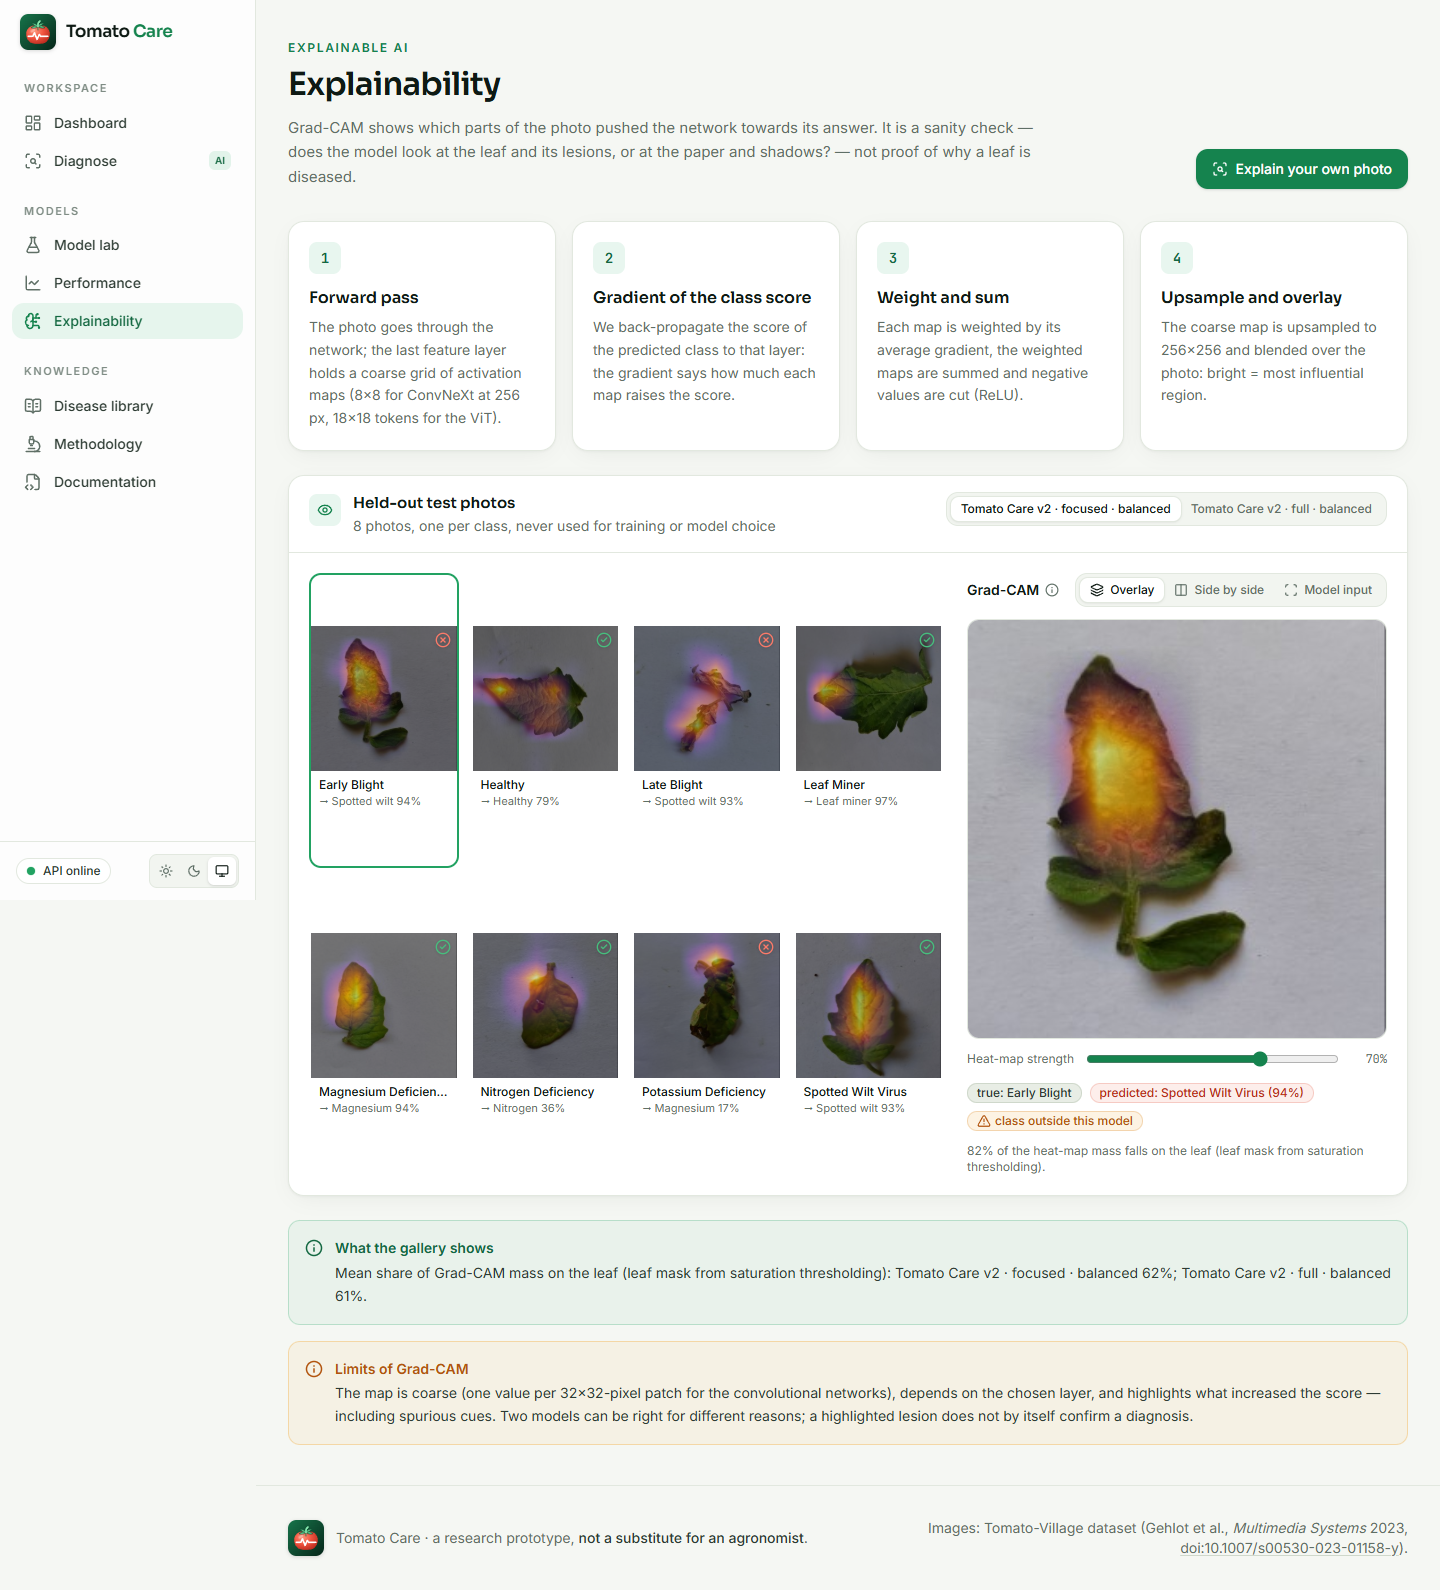 Tomato Care
WORKSPACE
Dashboard
Diagnose
AI
MODELS
Model lab
Performance
Explainability
KNOWLEDGE
Disease library
Methodology
Documentation
API online
EXPLAINABLE AI
Explainability
Grad-CAM shows which parts of the photo pushed the network towards its answer. It is a sanity check —
does the model look at the leaf and its lesions, or at the paper and shadows? — not proof of why a leaf is
diseased.
Explain your own photo
1
Forward pass
The photo goes through the
network; the last feature layer
holds a coarse grid of activation
maps (8×8 for ConvNeXt at 256
px, 18×18 tokens for the ViT).
2
Gradient of the class score
We back-propagate the score of
the predicted class to that layer:
the gradient says how much each
map raises the score.
3
Weight and sum
Each map is weighted by its
average gradient, the weighted
maps are summed and negative
values are cut (ReLU).
4
Upsample and overlay
The coarse map is upsampled to
256×256 and blended over the
photo: bright = most influential
region.
Held-out test photos
8 photos, one per class, never used for training or model choice
Tomato Care v2 · focused · balanced
Tomato Care v2 · full · balanced
Early Blight
→ Spotted wilt 94%
Healthy
→ Healthy 79%
Late Blight
→ Spotted wilt 93%
Leaf Miner
→ Leaf miner 97%
Magnesium Deficien...
→ Magnesium 94%
Nitrogen Deficiency
→ Nitrogen 36%
Potassium Deficiency
→ Magnesium 17%
Spotted Wilt Virus
→ Spotted wilt 93%
Grad-CAM
Overlay
Side by side
Model input
Heat-map strength
70%
true: Early Blight
predicted: Spotted Wilt Virus (94%)
class outside this model
82% of the heat-map mass falls on the leaf (leaf mask from saturation
thresholding).
What the gallery shows
Mean share of Grad-CAM mass on the leaf (leaf mask from saturation thresholding): Tomato Care v2 · focused · balanced 62%; Tomato Care v2 · full · balanced
61%.
Limits of Grad-CAM
The map is coarse (one value per 32×32-pixel patch for the convolutional networks), depends on the chosen layer, and highlights what increased the score —
including spurious cues. Two models can be right for different reasons; a highlighted lesion does not by itself confirm a diagnosis.
Tomato Care · a research prototype, not a substitute for an agronomist.
Images: Tomato-Village dataset (Gehlot et al., Multimedia Systems 2023,
doi:10.1007/s00530-023-01158-y).